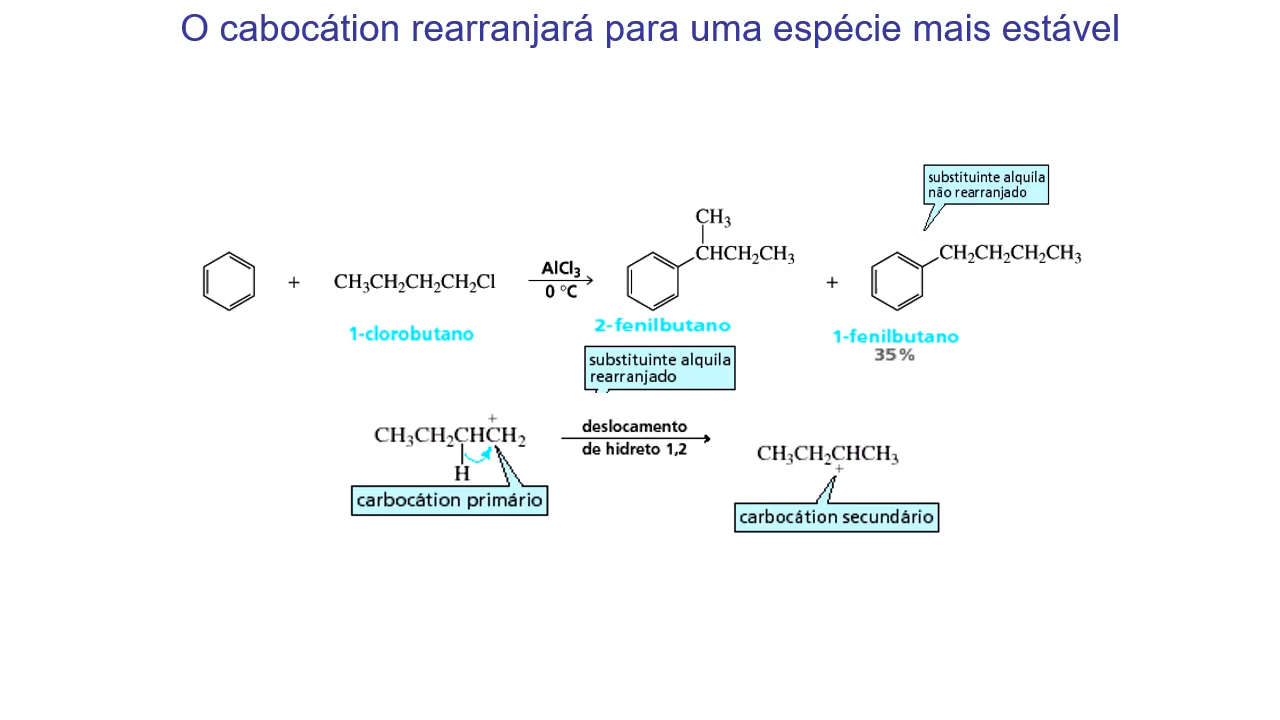 O cabocátion rearranjará para uma espécie mais estável
substituinte alquila
não rearranjado
CH₃
CHCH₂CH₃
CH₂CH₂CH₂CH₃
+
CH₃CH₂CH₂CH₂Cl
AlCl₃
0 °C
+
1-clorobutano
2-fenilbutano
1-fenilbutano
35%
substituinte alquila
rearranjado
+
CH₃CH₂CHCH₂
H
deslocamento
de hidreto 1,2
CH₃CH₂CHCH₃
+
carbocátion primário
carbocátion secundário